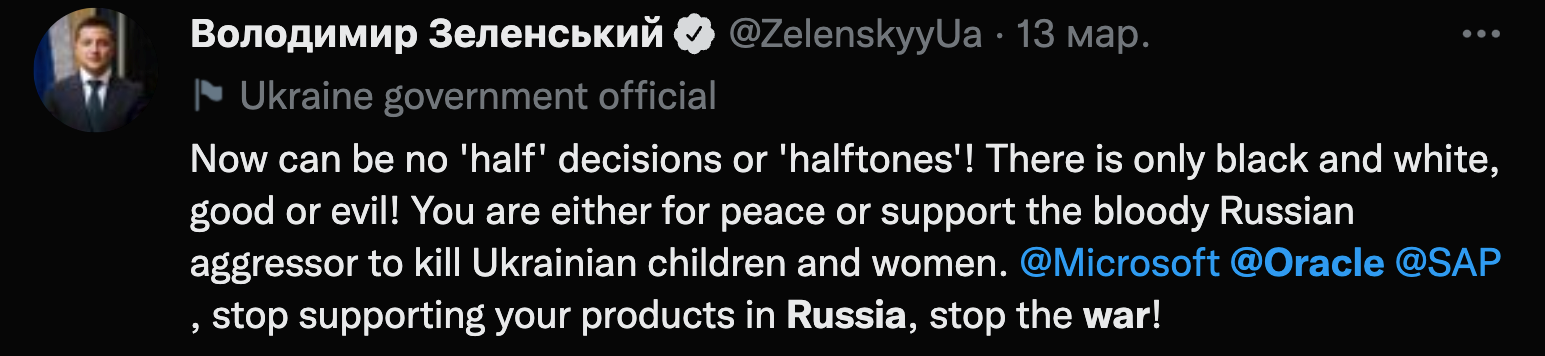 Володимир Зеленський @ZelenskyyUa · 13 мар.
Ukraine government official
Now can be no 'half' decisions or 'halftones'! There is only black and white,
good or evil! You are either for peace or support the bloody Russian
aggressor to kill Ukrainian children and women. @Microsoft @Oracle @SAP
, stop supporting your products in Russia, stop the war!